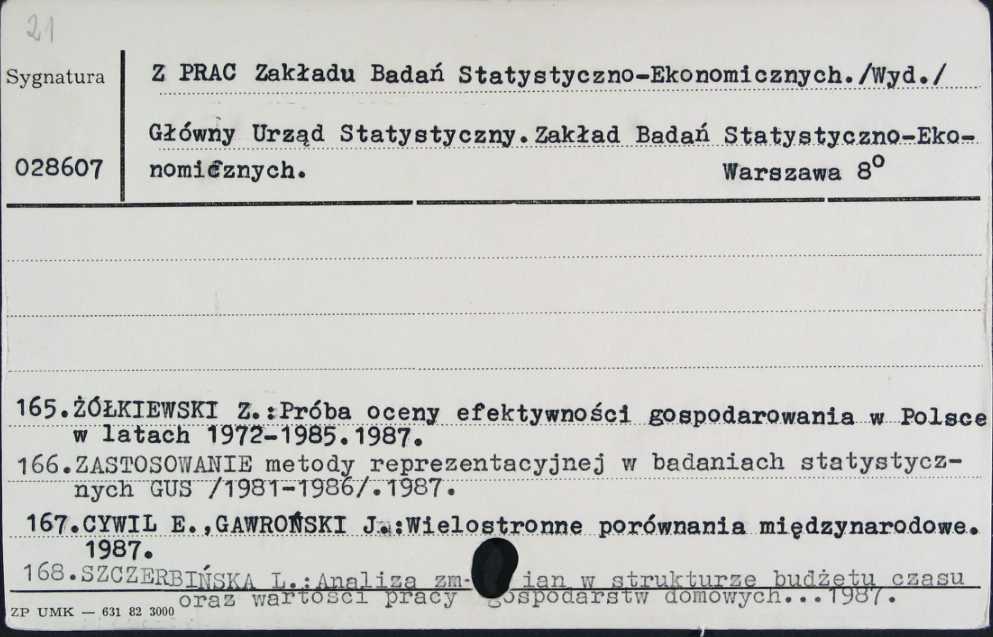 21
Sygnatura
Z PRAC Zakładu Badań Statystyczno-Ekonomicznych./Wyd./
Główny Urząd Statystyczny.Zakład Badań Statystyczno-Eko-
028607
nomicznych. Warszawa 8°
165.ŻÓŁKIEWSKI Z.:Próba oceny efektywności gospodarowania w Polsce
w latach 1972-1985.1987.
166.ZASTOSOWANIE metody reprezentacyjnej w badaniach statystycz-
nych GUS /1981-1986/.1987.
167.CYWIL E.,GAWROŃSKI J.:Wielostronne porównania międzynarodowe.
1987.
168.SZCZERBIŃSKA L.:Analiza zm- ian w strukturze budżetu czasu
oraz wartości pracy gospodarstw domowych...1987.
ZP UMK — 631 82 3000